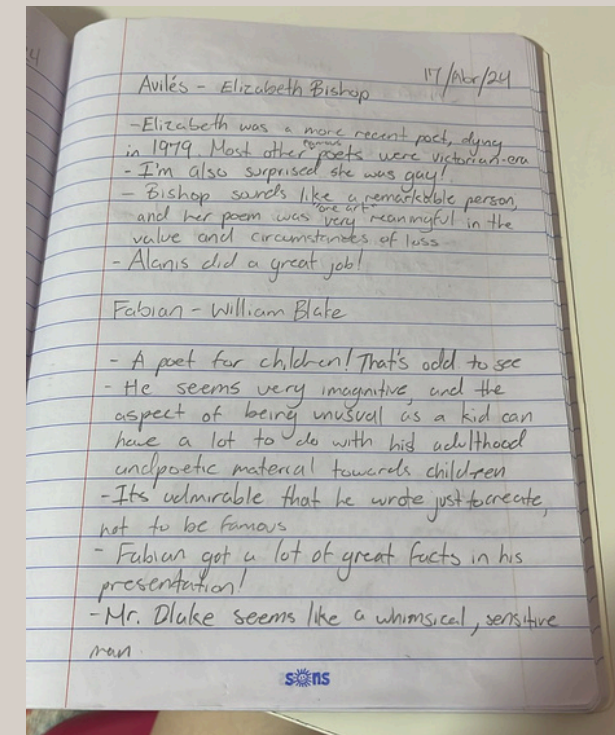 17/Abr/24
Avilés - Elizabeth Bishop
-Elizabeth was a more recent poet, dying
famous
in 1979. Most other poets were victorian-era
- I'm also surprised she was gay!
- Bishop sounds like a remarkable person,
"one art"
and her poem was very meaningful in the
value and circumstances of loss
- Alanis did a great job!
Fabian - William Blake
- A poet for children! That's odd to see
- He seems very imagnitive, and the
aspect of being unusual as a kid can
have a lot to do with his adulthood
and poetic material towards children
-Its admirable that he wrote just to create,
not to be famous
- Fabian got a lot of great facts in his
presentation!
-Mr. Blake seems like a whimsical, sensitive
man.
sons